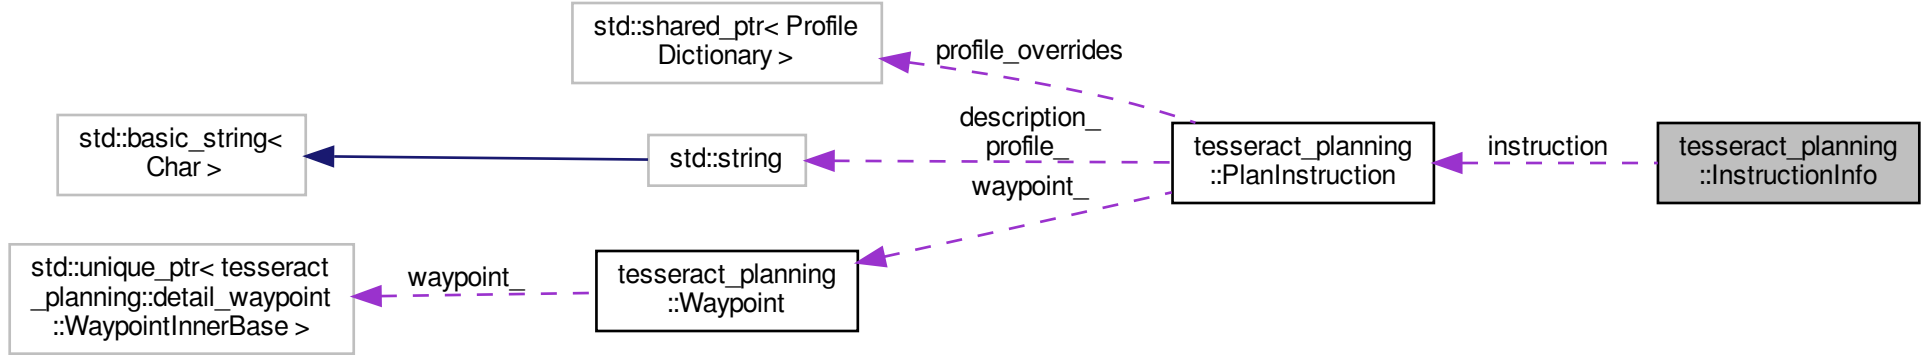 std::shared_ptr< Profile
Dictionary >
profile_overrides
std::basic_string<
Char >
std::string
description_
profile_
tesseract_planning
::PlanInstruction
instruction
tesseract_planning
::InstructionInfo
waypoint_
std::unique_ptr< tesseract
_planning::detail_waypoint
::WaypointInnerBase >
waypoint_
tesseract_planning
::Waypoint